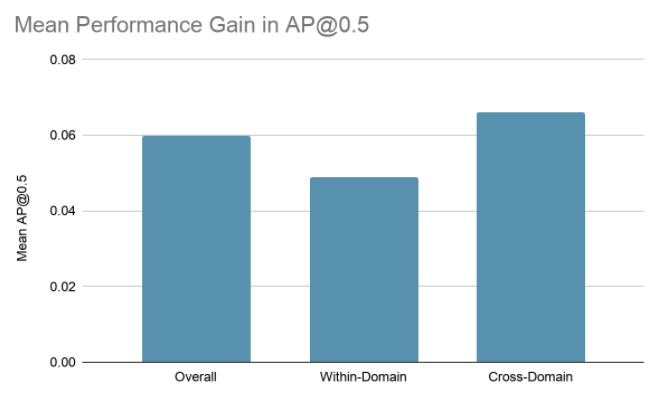 Mean Performance Gain in AP@0.5
0.08
0.06
0.04
0.02
0.00
Mean AP@0.5
Overall
Within-Domain
Cross-Domain